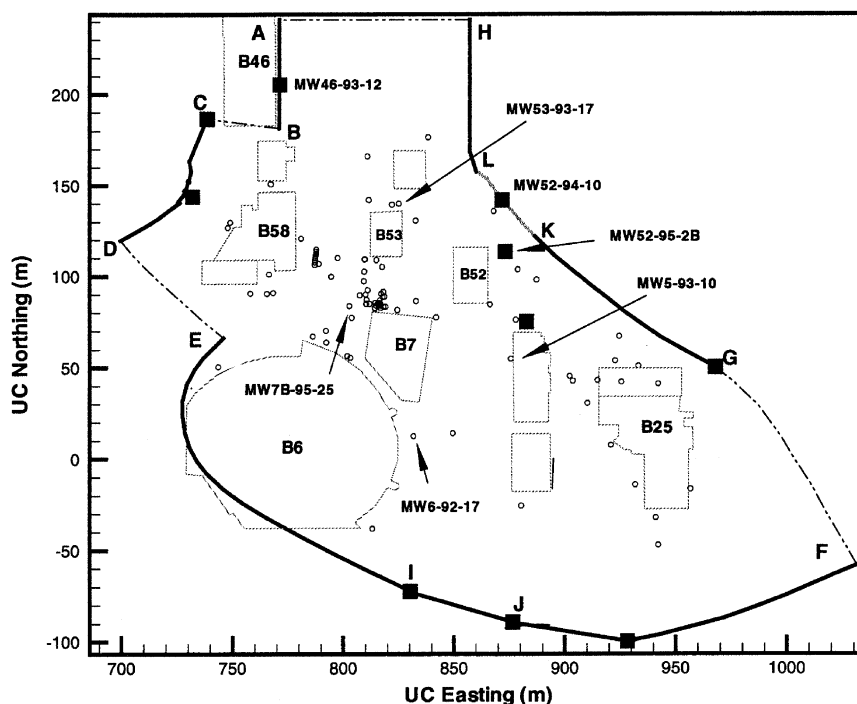 A
H
B46
MW46-93-12
200
C
B
MW53-93-17
L
150
MW52-94-10
K
B58
B53
MW52-95-2B
D
100
B52
MW5-93-10
E
B7
G
50
MW7B-95-25
B6
B25
0
MW6-92-17
-50
F
I
J
-100
700
750
800
850
900
950
1000
UC Easting (m)
UC Northing (m)